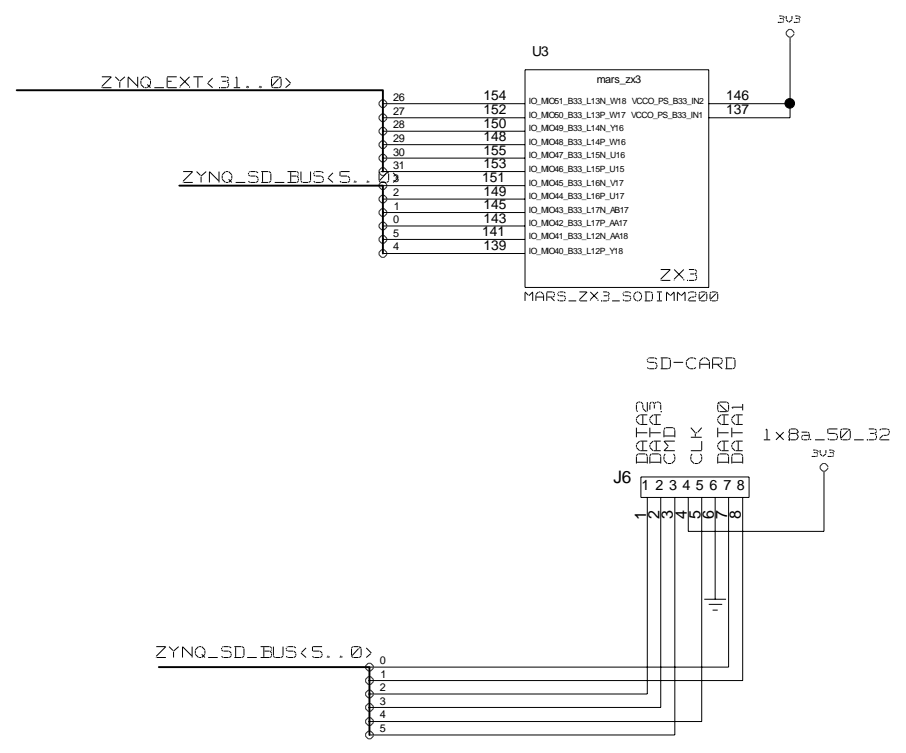 3V3
U3
mars_zx3
ZYNQ_EXT<31..0>
26 154 IO_MIO51_B33_L13N_W18 VCCO_PS_B33_IN2 146
27 152 IO_MIO50_B33_L13P_W17 VCCO_PS_B33_IN1 137
28 150 IO_MIO49_B33_L14N_Y16
29 148 IO_MIO48_B33_L14P_W16
30 155 IO_MIO47_B33_L15N_U16
31 153 IO_MIO46_B33_L15P_U15
ZYNQ_SD_BUS<5..0>
3 151 IO_MIO45_B33_L16N_V17
2 149 IO_MIO44_B33_L16P_U17
1 145 IO_MIO43_B33_L17N_AB17
0 143 IO_MIO42_B33_L17P_AA17
5 141 IO_MIO41_B33_L12N_AA18
4 139 IO_MIO40_B33_L12P_Y18
ZX3
MARS_ZX3_SODIMM200
SD-CARD
DATA2
DATA3
CMD
CLK
DATA0
DATA1
1x8a_S0_32
3V3
J6
1 2 3 4 5 6 7 8
1 2 3 4 5 6 7 8
ZYNQ_SD_BUS<5..0>
0
1
2
3
4
5